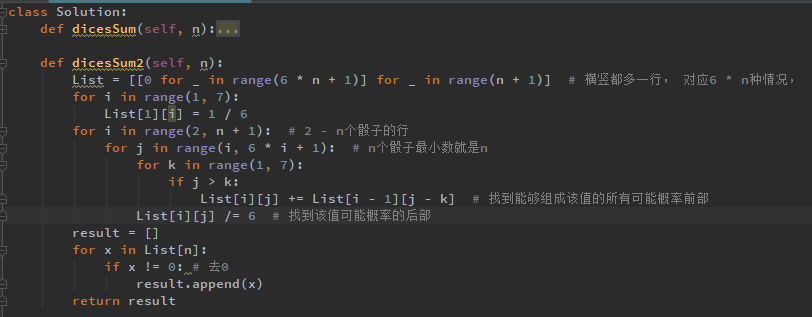 class Solution:
    def dicesSum(self, n):...
    def dicesSum2(self, n):
        List = [[0 for _ in range(6 * n + 1)] for _ in range(n + 1)]  # 横竖都多一行， 对应6 * n种情况，
        for i in range(1, 7):
            List[1][i] = 1 / 6
        for i in range(2, n + 1):  # 2 - n个骰子的行
            for j in range(i, 6 * i + 1):  # n个骰子最小数就是n
                for k in range(1, 7):
                    if j > k:
                        List[i][j] += List[i - 1][j - k]  # 找到能够组成该值的所有可能概率前部
                List[i][j] /= 6  # 找到该值可能概率的后部
        result = []
        for x in List[n]:
            if x != 0: # 去0
                result.append(x)
        return result